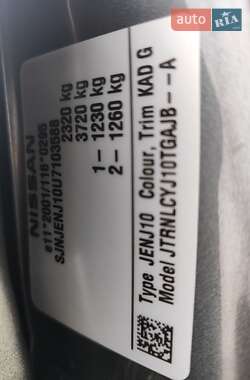 AUTO
RIA
NISSAN
e11*2001/116*0295
SJNJENJ10U7103588
2320 kg
3720 kg
1- 1230 kg
2- 1260 kg
Type JENJ10 Colour, Trim KAD G
Model JTRNLCYJ10TGAJB--A